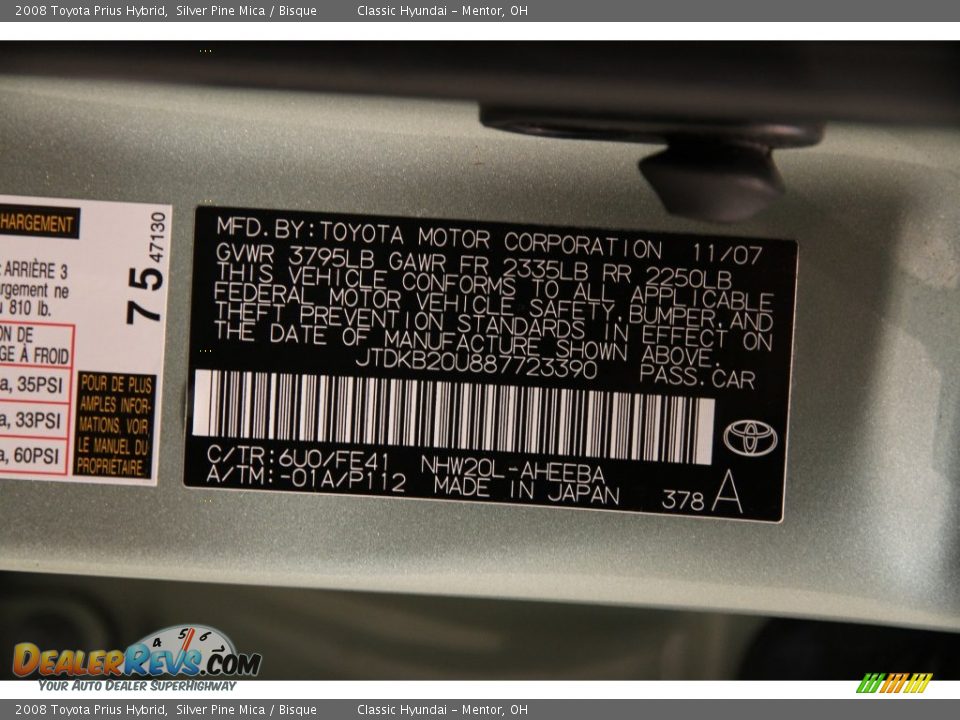 2008 Toyota Prius Hybrid,  Silver Pine Mica / Bisque        Classic Hyundai - Mentor, OH
HARGEMENT
47130
75
ARRIÈRE 3
rgement ne
810 lb.
ON DE
GE À FROID
a, 35PSI
a, 33PSI
a, 60PSI
POUR DE PLUS
AMPLES INFOR-
MATIONS, VOIR
LE MANUEL DU
PROPRIÉTAIRE.
MFD. BY: TOYOTA MOTOR CORPORATION 11/07
GVWR 3795LB GAWR FR 2335LB RR 2250LB
THIS VEHICLE CONFORMS TO ALL APPLICABLE
FEDERAL MOTOR VEHICLE SAFETY, BUMPER, AND
THEFT PREVENTION STANDARDS IN EFFECT ON
THE DATE OF MANUFACTURE SHOWN ABOVE.
JTDKB20U887723390 PASS. CAR
C/TR: 6U0/FE41 NHW20L-AHEEBA
A/TM: -01A/P112 MADE IN JAPAN 378 A
4 5 6
DEALERREVS.COM
YOUR AUTO DEALER SUPERHIGHWAY
2008 Toyota Prius Hybrid,  Silver Pine Mica / Bisque        Classic Hyundai - Mentor, OH